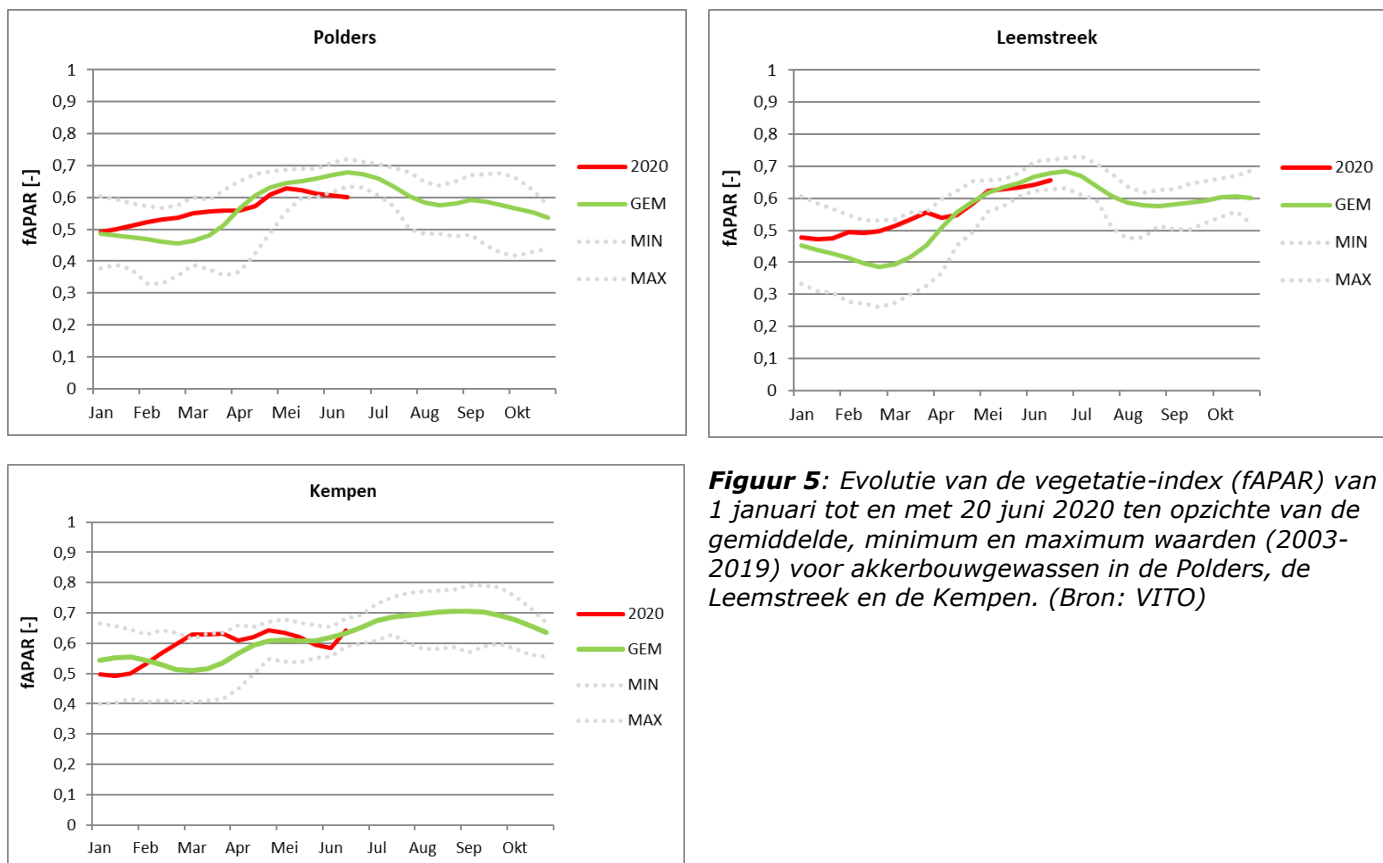 Polders
1
0,9
0,8
0,7
0,6
0,5
0,4
0,3
0,2
0,1
0
fAPAR [-]
Jan Feb Mar Apr Mei Jun Jul Aug Sep Okt
2020
GEM
MIN
MAX
Leemstreek
1
0,9
0,8
0,7
0,6
0,5
0,4
0,3
0,2
0,1
0
fAPAR [-]
Jan Feb Mar Apr Mei Jun Jul Aug Sep Okt
2020
GEM
MIN
MAX
Kempen
1
0,9
0,8
0,7
0,6
0,5
0,4
0,3
0,2
0,1
0
fAPAR [-]
Jan Feb Mar Apr Mei Jun Jul Aug Sep Okt
2020
GEM
MIN
MAX
Figuur 5: Evolutie van de vegetatie-index (fAPAR) van
1 januari tot en met 20 juni 2020 ten opzichte van de
gemiddelde, minimum en maximum waarden (2003-
2019) voor akkerbouwgewassen in de Polders, de
Leemstreek en de Kempen. (Bron: VITO)